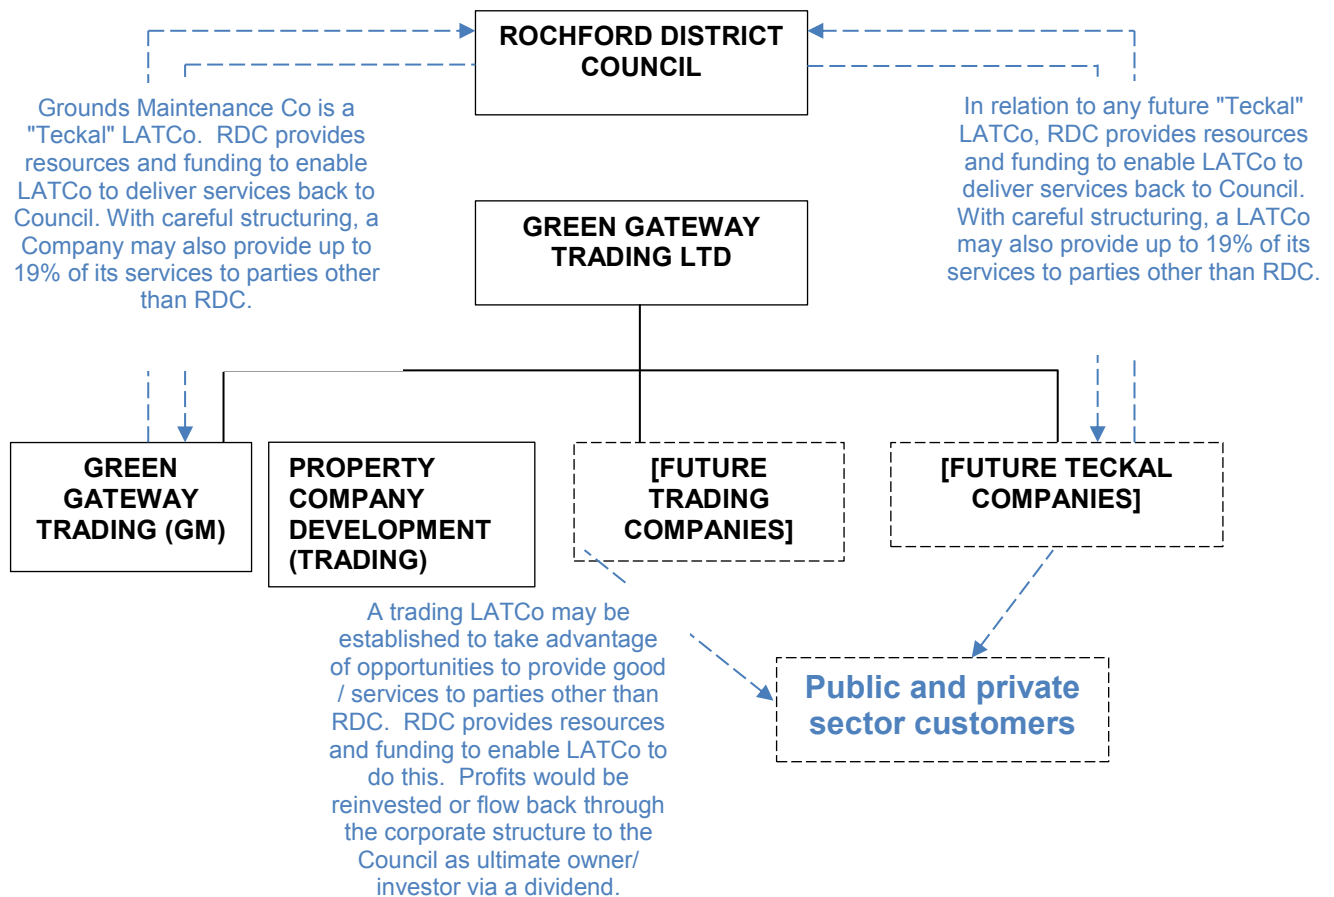 ROCHFORD DISTRICT
COUNCIL
Grounds Maintenance Co is a
"Teckal" LATCo. RDC provides
resources and funding to enable
LATCo to deliver services back to
Council. With careful structuring, a
Company may also provide up to
19% of its services to parties other
than RDC.
In relation to any future "Teckal"
LATCo, RDC provides resources
and funding to enable LATCo to
deliver services back to Council.
With careful structuring, a LATCo
may also provide up to 19% of its
services to parties other than RDC.
GREEN GATEWAY
TRADING LTD
GREEN
GATEWAY
TRADING (GM)
PROPERTY
COMPANY
DEVELOPMENT
(TRADING)
[FUTURE
TRADING
COMPANIES]
[FUTURE TECKAL
COMPANIES]
A trading LATCo may be
established to take advantage
of opportunities to provide good
/ services to parties other than
RDC. RDC provides resources
and funding to enable LATCo to
do this. Profits would be
reinvested or flow back through
the corporate structure to the
Council as ultimate owner/
investor via a dividend.
Public and private
sector customers